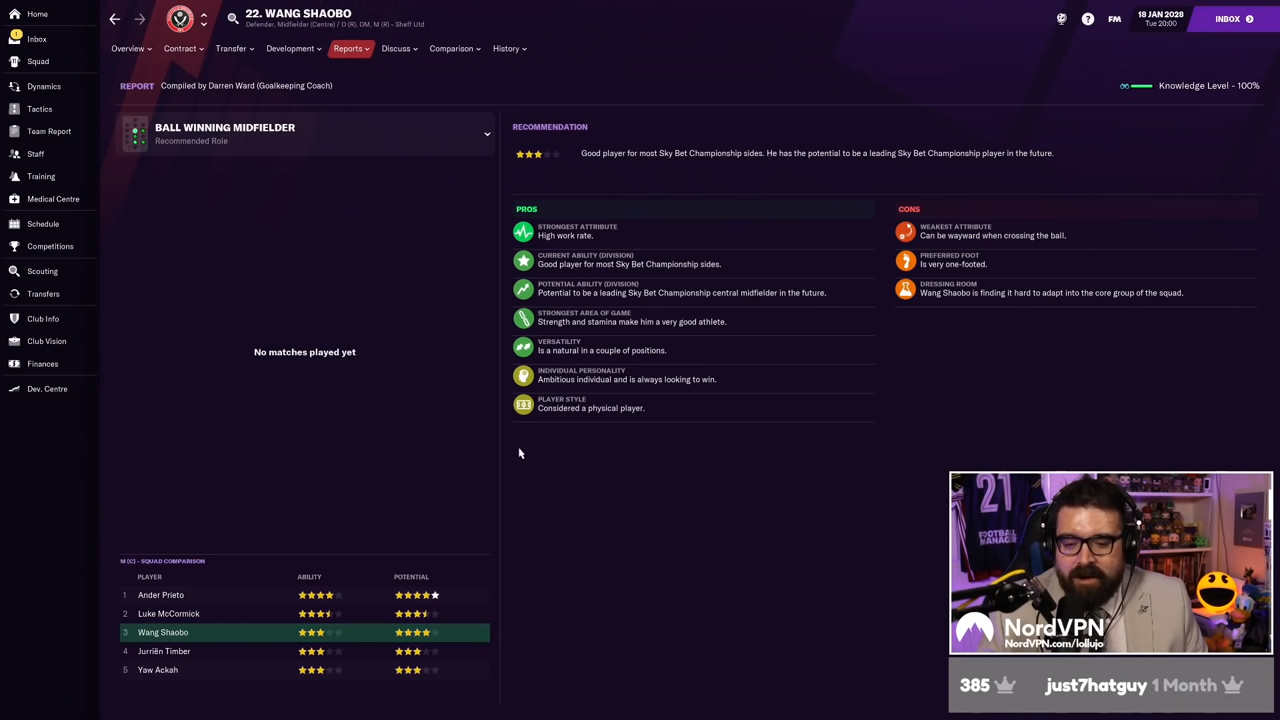 Home
22. WANG SHAOBO
Defender, Midfielder (Centre) / D (R), DM, M (R) - Sheff Utd
FM
18 JAN 2028
Tue 20:00
INBOX
1
Inbox
Squad
Dynamics
Tactics
Team Report
Staff
Training
Medical Centre
Schedule
Competitions
Scouting
Transfers
Club Info
Club Vision
Finances
Dev. Centre
Overview
Contract
Transfer
Development
Reports
Discuss
Comparison
History
REPORT Compiled by Darren Ward (Goalkeeping Coach)
Knowledge Level - 100%
BALL WINNING MIDFIELDER
Recommended Role
No matches played yet
M (C) - SQUAD COMPARISON
PLAYER ABILITY POTENTIAL
1 Ander Prieto
2 Luke McCormick
3 Wang Shaobo
4 Jurriën Timber
5 Yaw Ackah
RECOMMENDATION
Good player for most Sky Bet Championship sides. He has the potential to be a leading Sky Bet Championship player in the future.
PROS
STRONGEST ATTRIBUTE
High work rate.
CURRENT ABILITY (DIVISION)
Good player for most Sky Bet Championship sides.
POTENTIAL ABILITY (DIVISION)
Potential to be a leading Sky Bet Championship central midfielder in the future.
STRONGEST AREA OF GAME
Strength and stamina make him a very good athlete.
VERSATILITY
Is a natural in a couple of positions.
INDIVIDUAL PERSONALITY
Ambitious individual and is always looking to win.
PLAYER STYLE
Considered a physical player.
CONS
WEAKEST ATTRIBUTE
Can be wayward when crossing the ball.
PREFERRED FOOT
Is very one-footed.
DRESSING ROOM
Wang Shaobo is finding it hard to adapt into the core group of the squad.
21
FOOTBALL
MANAGER
NordVPN
NordVPN.com/lollujo
385 just7hatguy 1 Month